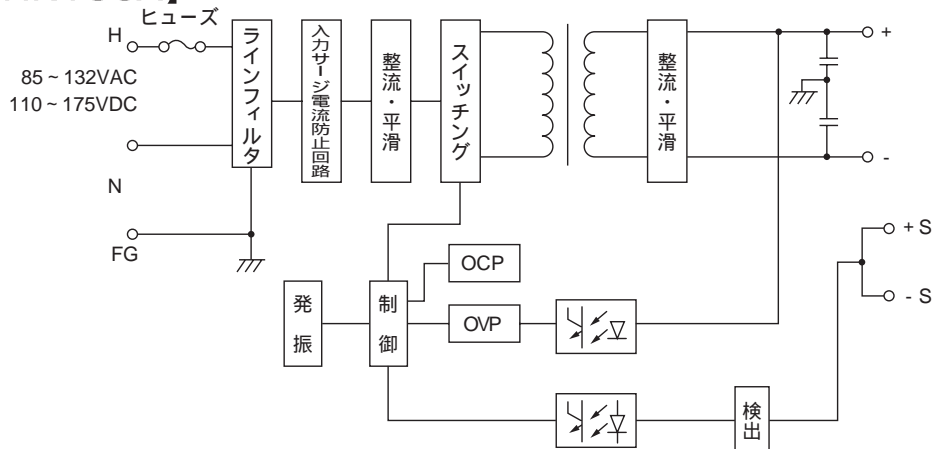 ヒューズ
H
85~132VAC
110~175VDC
N
FG
ラインフィルタ
入力サージ電流防止回路
整流・平滑
スイッチング
整流・平滑
+
-
+S
-S
OCP
発振
制御
OVP
検出